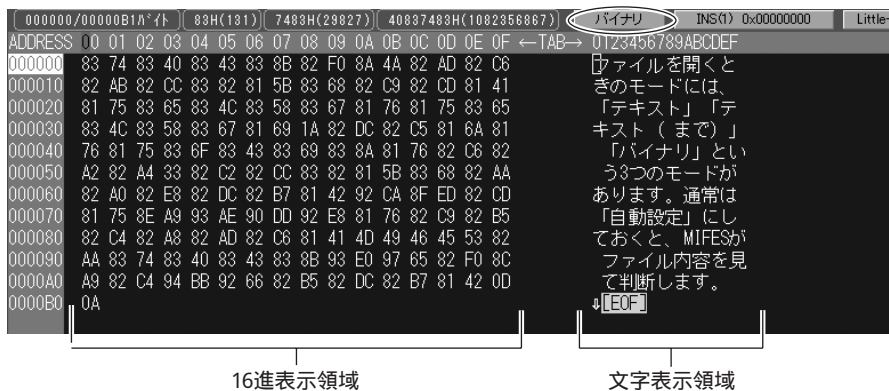 000000/00000B1ﾊﾞｲﾄ 83H(131) 7483H(29827) 40837483H(1082356867) バイナリ INS(1) 0x00000000 Little-
ADDRESS 00 01 02 03 04 05 06 07 08 09 0A 0B 0C 0D 0E 0F ←TAB→ 0123456789ABCDEF
000000 83 74 83 40 83 43 83 8B 82 F0 8A 4A 82 AD 82 C6 ファイルを開くと
000010 82 AB 82 CC 83 82 81 5B 83 68 82 C9 82 CD 81 41 きのモードには、
000020 81 75 83 65 83 4C 83 58 83 67 81 76 81 75 83 65 「テキスト」「テ
000030 83 4C 83 58 83 67 81 69 1A 82 DC 82 C5 81 6A 81 キスト（ まで）」
000040 76 81 75 83 6F 83 43 83 69 83 8A 81 76 82 C6 82 「バイナリ」とい
000050 A2 82 A4 33 82 C2 82 CC 83 82 81 5B 83 68 82 AA う3つのモードが
000060 82 A0 82 E8 82 DC 82 B7 81 42 92 CA 8F ED 82 CD あります。通常は
000070 81 75 8E A9 93 AE 90 DD 92 E8 81 76 82 C9 82 B5 「自動設定」にし
000080 82 C4 82 A8 82 AD 82 C6 81 41 4D 49 46 45 53 82 ておくと、MIFESが
000090 AA 83 74 83 40 83 43 83 8B 93 E0 97 65 82 F0 8C ファイル内容を見
0000A0 A9 82 C4 94 BB 92 66 82 B5 82 DC 82 B7 81 42 0D て判断します。
0000B0 0A ⇩[EOF]
16進表示領域 文字表示領域